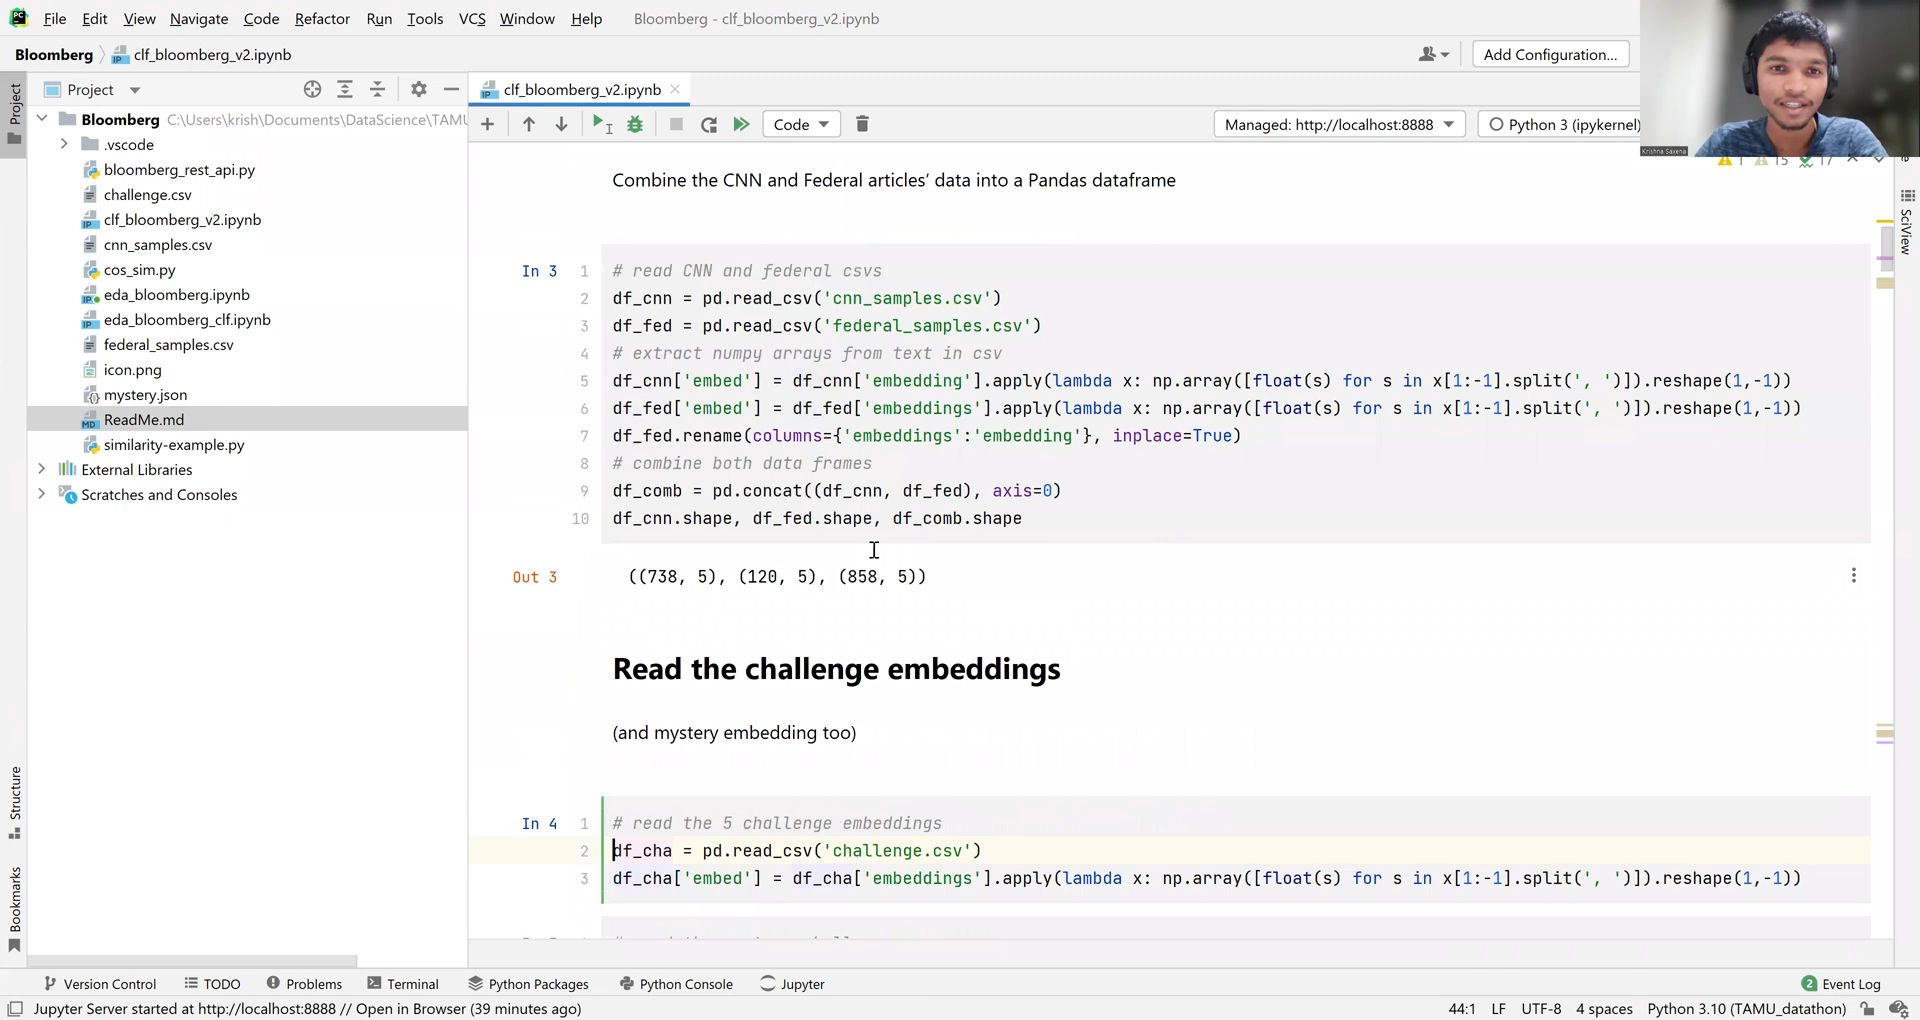 File Edit View Navigate Code Refactor Run Tools VCS Window Help Bloomberg - clf_bloomberg_v2.ipynb
Bloomberg clf_bloomberg_v2.ipynb
Add Configuration...
Krishna Saxena
Project
Project
clf_bloomberg_v2.ipynb
Bloomberg C:\Users\krish\Documents\DataScience\TAMU
.vscode
bloomberg_rest_api.py
challenge.csv
clf_bloomberg_v2.ipynb
cnn_samples.csv
cos_sim.py
eda_bloomberg.ipynb
eda_bloomberg_clf.ipynb
federal_samples.csv
icon.png
mystery.json
ReadMe.md
similarity-example.py
External Libraries
Scratches and Consoles
Structure
Bookmarks
Code
Managed: http://localhost:8888
Python 3 (ipykernel)
1 15 17
SciView
Combine the CNN and Federal articles’ data into a Pandas dataframe
In 3
1 # read CNN and federal csvs
2 df_cnn = pd.read_csv('cnn_samples.csv')
3 df_fed = pd.read_csv('federal_samples.csv')
4 # extract numpy arrays from text in csv
5 df_cnn['embed'] = df_cnn['embedding'].apply(lambda x: np.array([float(s) for s in x[1:-1].split(', ')]).reshape(1,-1))
6 df_fed['embed'] = df_fed['embeddings'].apply(lambda x: np.array([float(s) for s in x[1:-1].split(', ')]).reshape(1,-1))
7 df_fed.rename(columns={'embeddings':'embedding'}, inplace=True)
8 # combine both data frames
9 df_comb = pd.concat((df_cnn, df_fed), axis=0)
10 df_cnn.shape, df_fed.shape, df_comb.shape
Out 3 ((738, 5), (120, 5), (858, 5))
Read the challenge embeddings
(and mystery embedding too)
In 4
1 # read the 5 challenge embeddings
2 df_cha = pd.read_csv('challenge.csv')
3 df_cha['embed'] = df_cha['embeddings'].apply(lambda x: np.array([float(s) for s in x[1:-1].split(', ')]).reshape(1,-1))
Version Control TODO Problems Terminal Python Packages Python Console Jupyter 2 Event Log
Jupyter Server started at http://localhost:8888 // Open in Browser (39 minutes ago) 44:1 LF UTF-8 4 spaces Python 3.10 (TAMU_datathon)